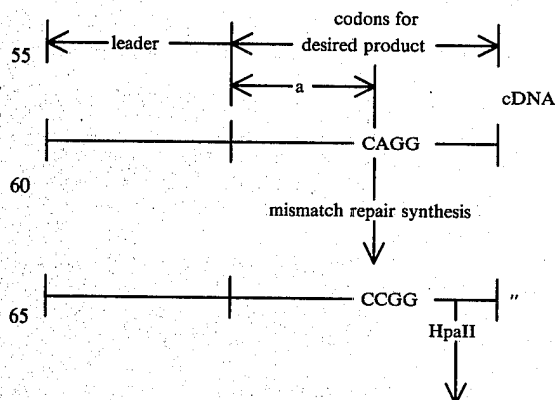 codons for
55
leader
desired product
a
cDNA
CAGG
60
mismatch repair synthesis
CCGG
"
65
HpaII